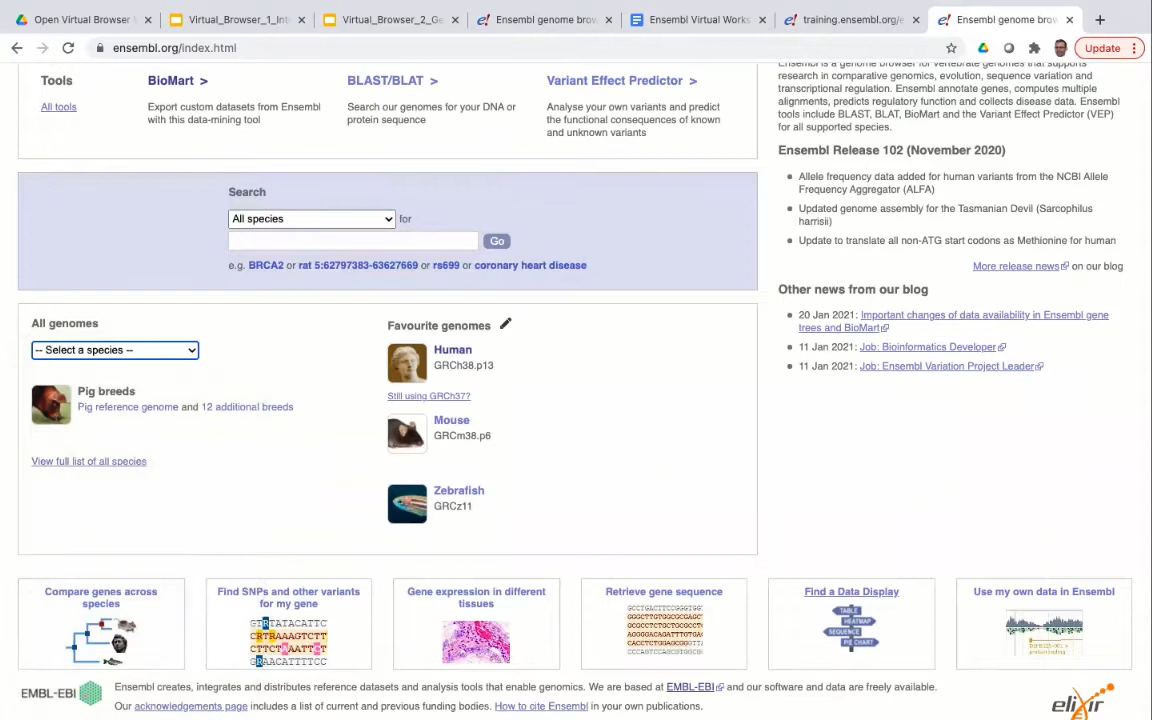 Open Virtual Browser
Virtual_Browser_1_Int
Virtual_Browser_2_Ge
Ensembl genome brow
Ensembl Virtual Works
training.ensembl.org/e
Ensembl genome brow
ensembl.org/index.html
Update
Tools
BioMart >
BLAST/BLAT >
Variant Effect Predictor >
All tools
Export custom datasets from Ensembl
with this data-mining tool
Search our genomes for your DNA or
protein sequence
Analyse your own variants and predict
the functional consequences of known
and unknown variants
Ensembl is a genome browser for vertebrate genomes that supports
research in comparative genomics, evolution, sequence variation and
transcriptional regulation. Ensembl annotate genes, computes multiple
alignments, predicts regulatory function and collects disease data. Ensembl
tools include BLAST, BLAT, BioMart and the Variant Effect Predictor (VEP)
for all supported species.
Ensembl Release 102 (November 2020)
Allele frequency data added for human variants from the NCBI Allele
Frequency Aggregator (ALFA)
Updated genome assembly for the Tasmanian Devil (Sarcophilus
harrisii)
Update to translate all non-ATG start codons as Methionine for human
More release news on our blog
Other news from our blog
20 Jan 2021: Important changes of data availability in Ensembl gene
trees and BioMart
11 Jan 2021: Job: Bioinformatics Developer
11 Jan 2021: Job: Ensembl Variation Project Leader
Search
All species for
Go
e.g. BRCA2 or rat 5:62797383-63627669 or rs699 or coronary heart disease
All genomes
-- Select a species --
Pig breeds
Pig reference genome and 12 additional breeds
View full list of all species
Favourite genomes
Human
GRCh38.p13
Still using GRCh37?
Mouse
GRCm38.p6
Zebrafish
GRCz11
Compare genes across
species
Find SNPs and other variants
for my gene
Gene expression in different
tissues
Retrieve gene sequence
Find a Data Display
TABLE
HEATMAP
SEQUENCE
PIE CHART
Use my own data in Ensembl
EMBL-EBI
Ensembl creates, integrates and distributes reference datasets and analysis tools that enable genomics. We are based at EMBL-EBI and our software and data are freely available.
Our acknowledgements page includes a list of current and previous funding bodies. How to cite Ensembl in your own publications.
elixir